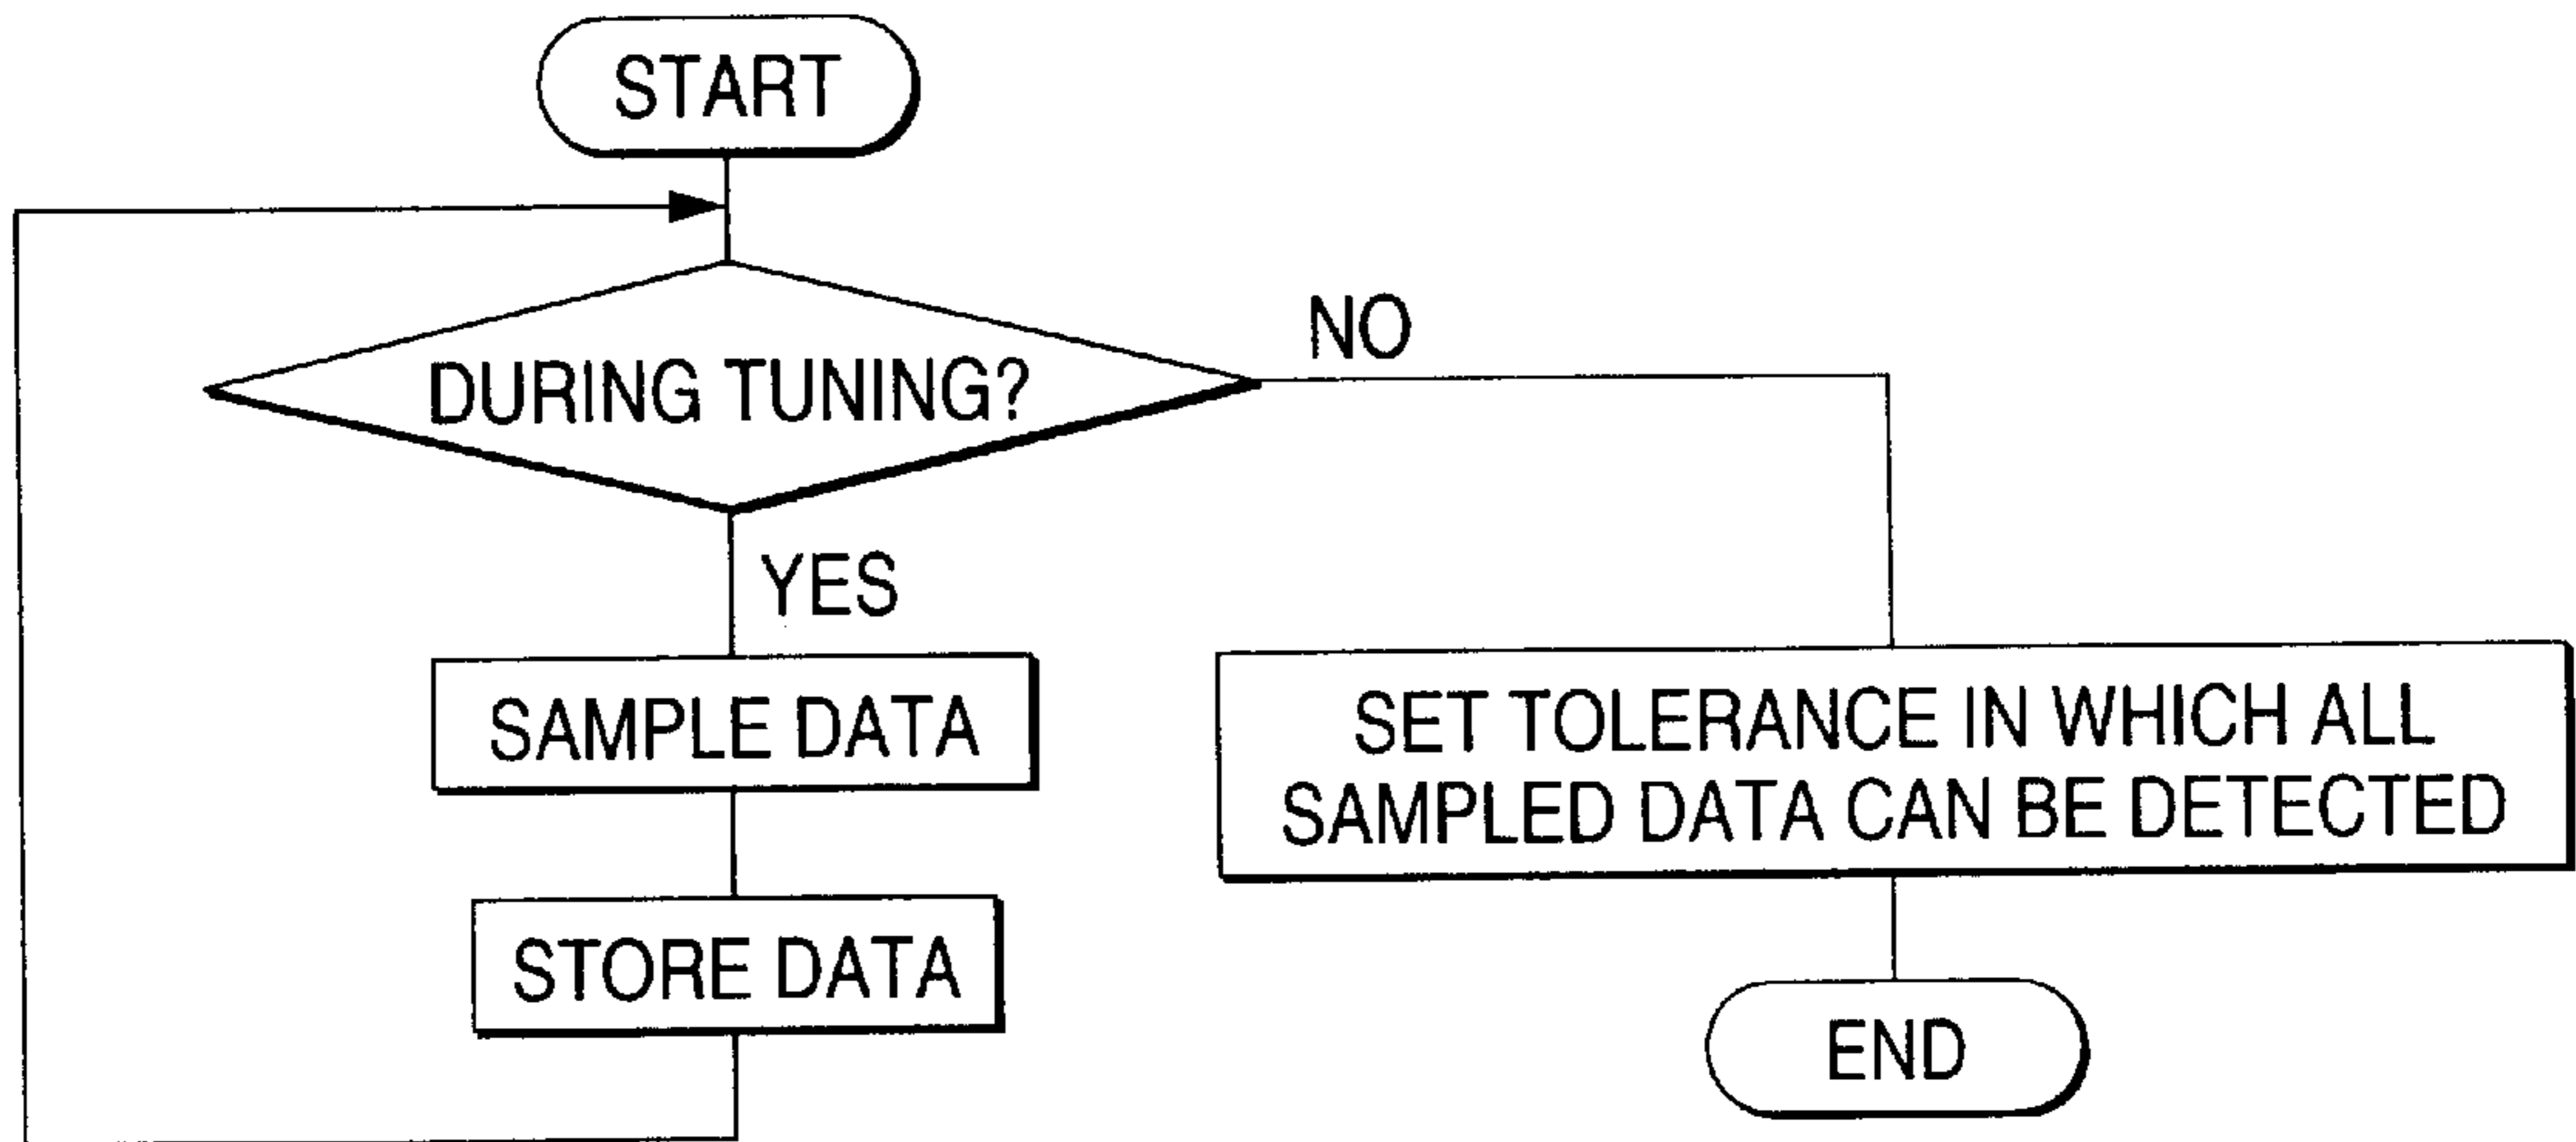 START
DURING TUNING?
NO
YES
SAMPLE DATA
STORE DATA
SET TOLERANCE IN WHICH ALL
SAMPLED DATA CAN BE DETECTED
END